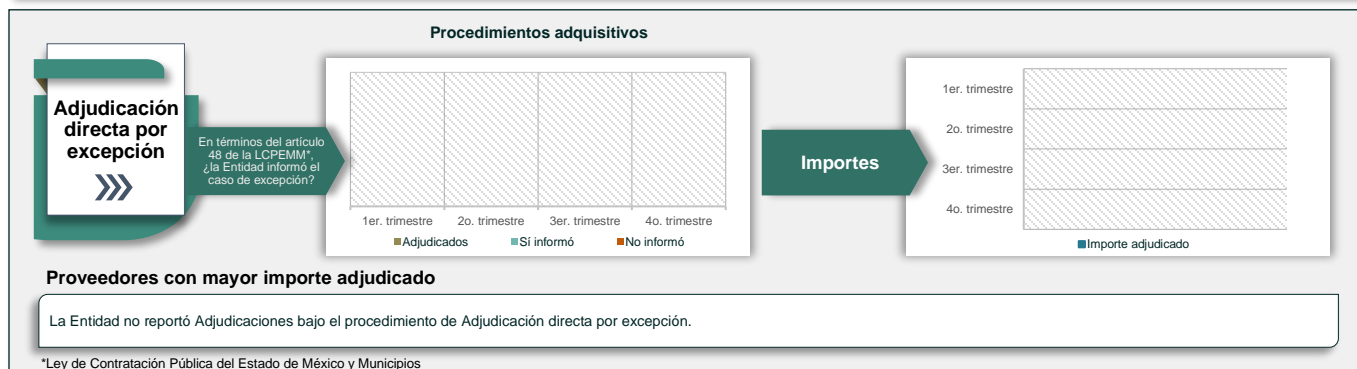 Procedimientos adquisitivos
Adjudicación
directa por
excepción
En términos del artículo
48 de la LCPEMM*,
¿la Entidad informó el
caso de excepción?
1er. trimestre
2o. trimestre
3er. trimestre
4o. trimestre
Adjudicados
Sí informó
No informó
Importes
1er. trimestre
2o. trimestre
3er. trimestre
4o. trimestre
Importe adjudicado
Proveedores con mayor importe adjudicado
La Entidad no reportó Adjudicaciones bajo el procedimiento de Adjudicación directa por excepción.
*Ley de Contratación Pública del Estado de México y Municipios